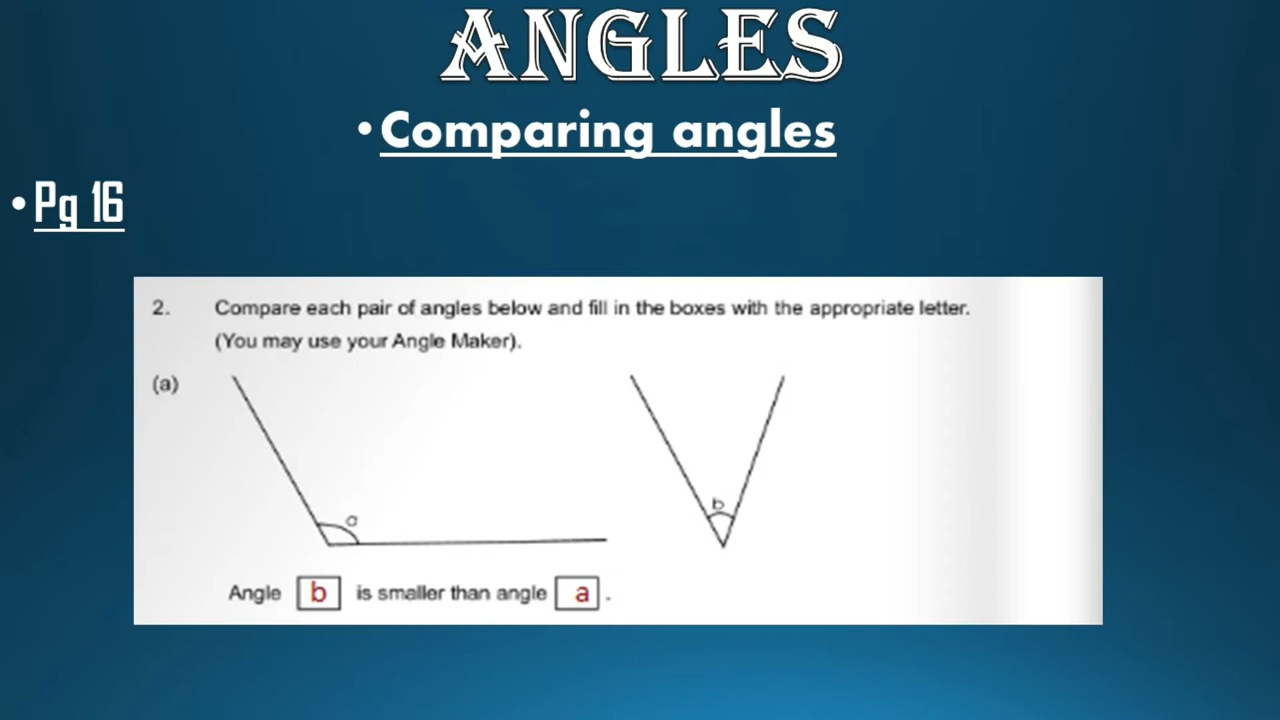 ANGLES
•Comparing angles
•Pg 16
2. Compare each pair of angles below and fill in the boxes with the appropriate letter.
(You may use your Angle Maker).
(a)
a
b
Angle b is smaller than angle a .